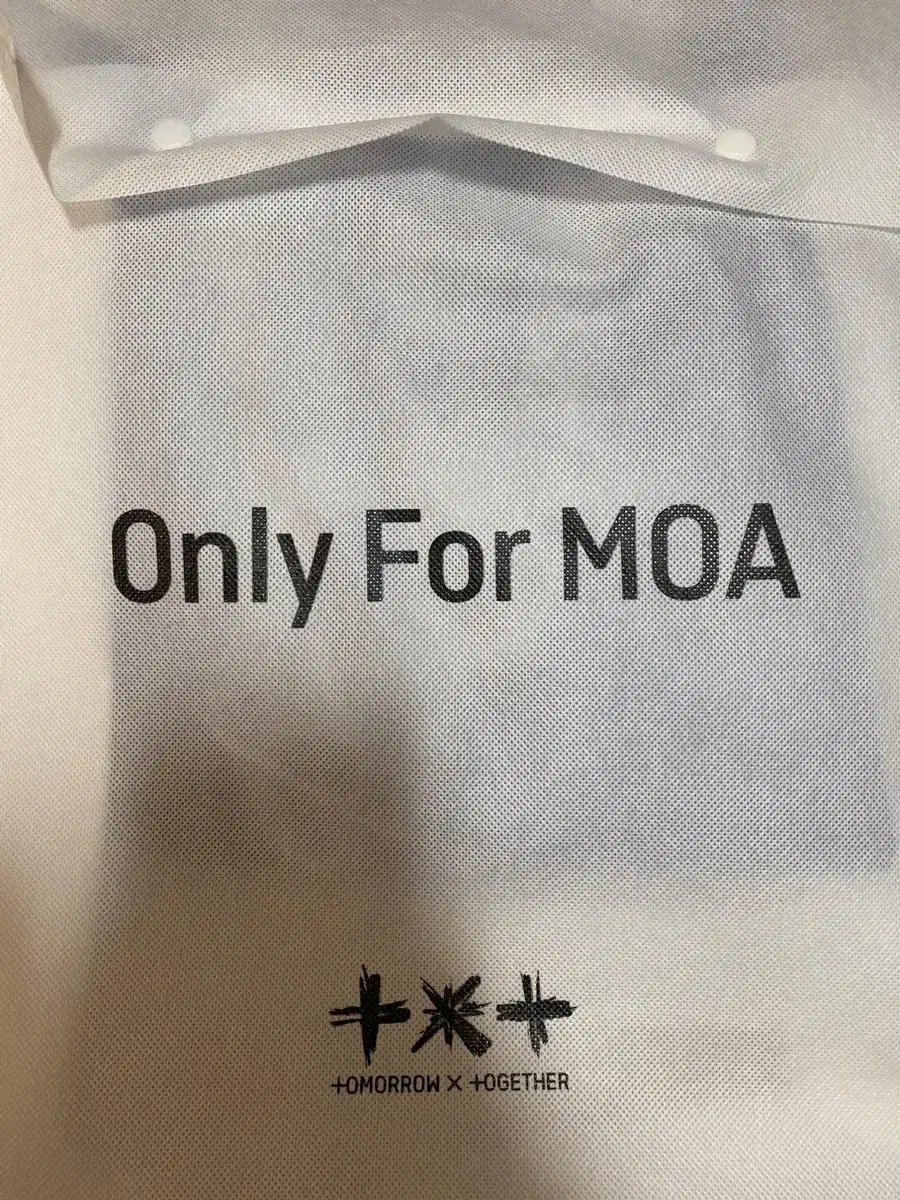 Only For MOA
+×+
+OMORROW × +OGETHER